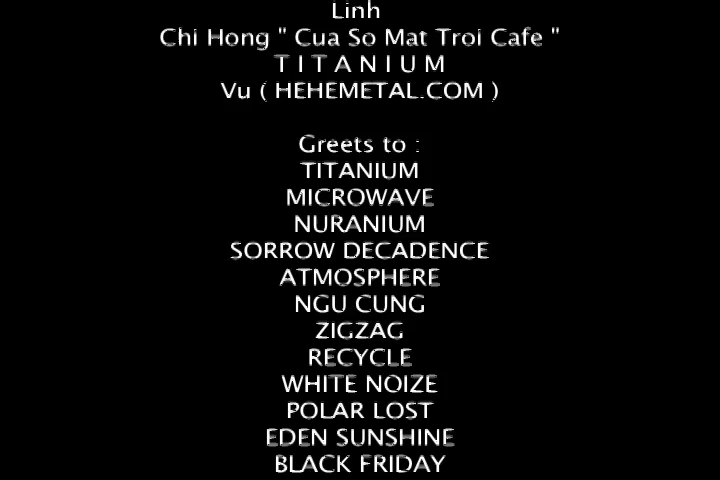 Linh
Chi Hong " Cua So Mat Troi Cafe "
T I T A N I U M
Vu ( HEHEMETAL.COM )
Greets to :
TITANIUM
MICROWAVE
NURANIUM
SORROW DECADENCE
ATMOSPHERE
NGU CUNG
ZIGZAG
RECYCLE
WHITE NOIZE
POLAR LOST
EDEN SUNSHINE
BLACK FRIDAY